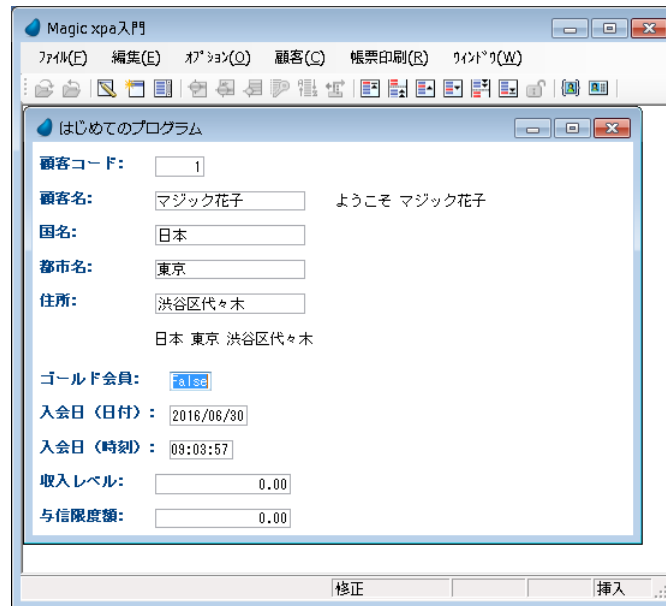 Magic xpa入門
ﾌｧｲﾙ(F) 編集(E) ｵﾌﾟｼｮﾝ(O) 顧客(C) 帳票印刷(R) ｳｨﾝﾄﾞｳ(W)
はじめてのプログラム
顧客コード: 1
顧客名: マジック花子 ようこそ マジック花子
国名: 日本
都市名: 東京
住所: 渋谷区代々木
日本 東京 渋谷区代々木
ゴールド会員: False
入会日（日付）: 2016/06/30
入会日（時刻）: 09:03:57
収入レベル: 0.00
与信限度額: 0.00
修正 挿入